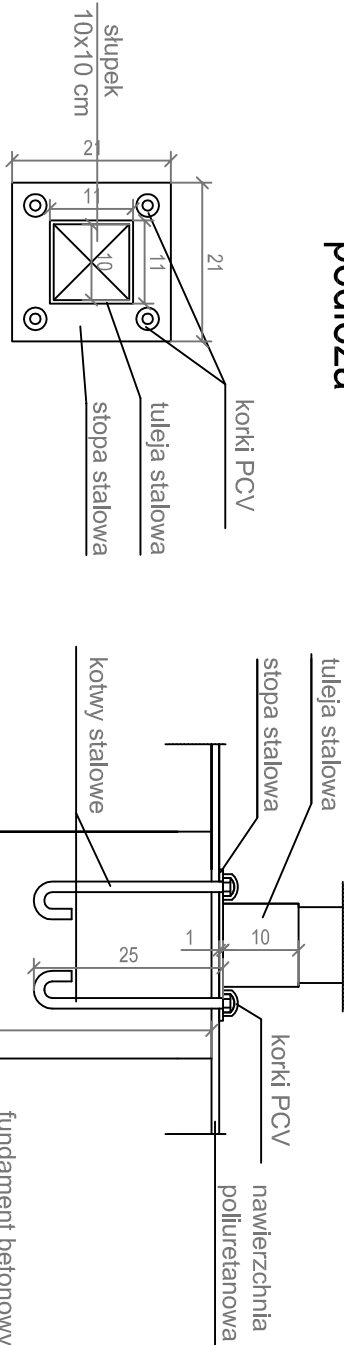 podłoża
słupek
10x10 cm
21
11
10
11
21
korki PCV
tuleja stalowa
stopa stalowa
tuleja stalowa
stopa stalowa
kotwy stalowe
1
10
25
korki PCV
nawierzchnia
poliuretanowa
fundament betonowy